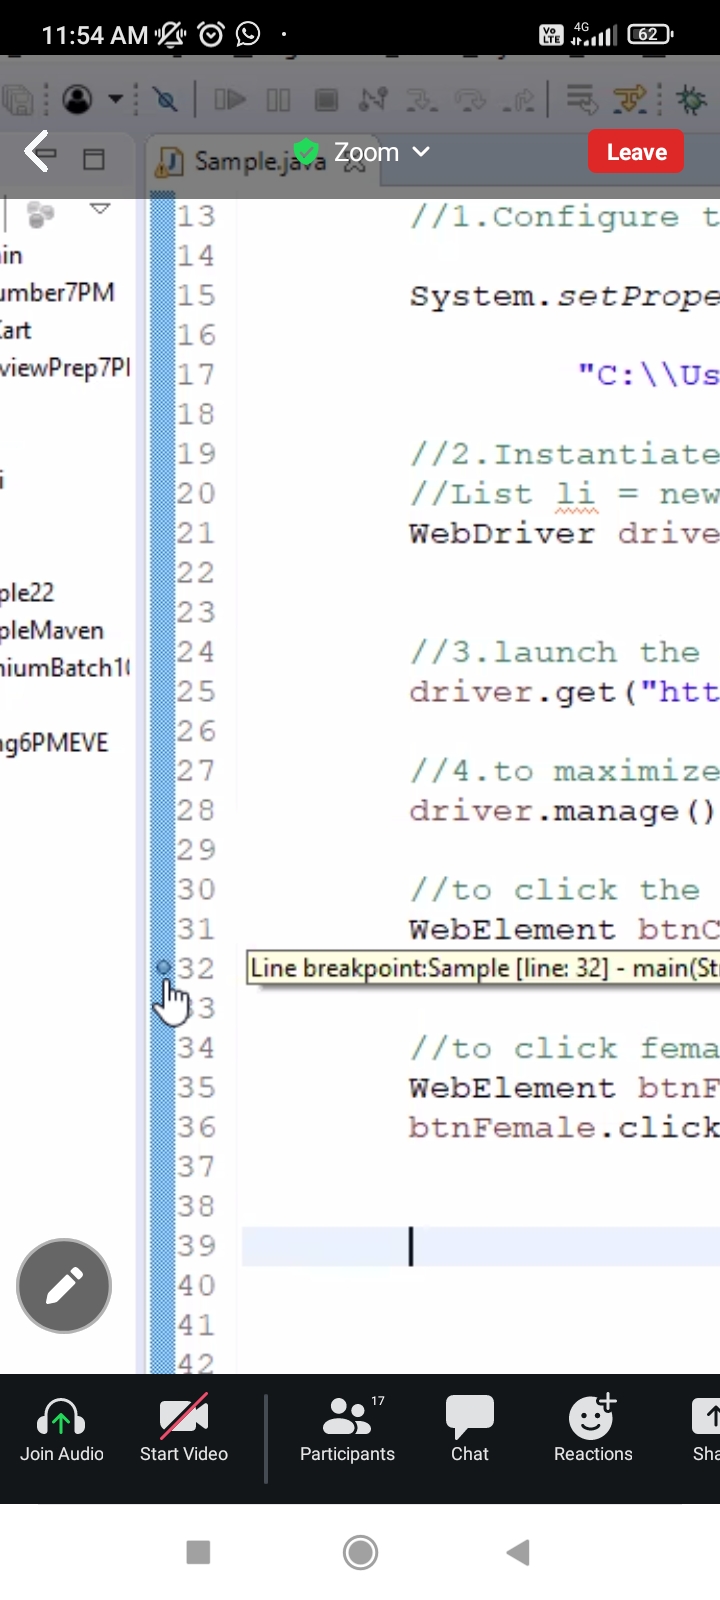 11:54 AM
Vo LTE 4G 62
Sample.java
Zoom
Leave
13 //1.Configure t
in
14
umber7PM
15 System.setPrope
art
16
viewPrep7P
17 "C:\\Us
18
19 //2.Instantiate
i
20 //List li = new
21 WebDriver drive
22
ple22
23
pleMaven
24 //3.launch the
niumBatch1
25 driver.get("htt
26
ng6PMEVE
27 //4.to maximize
28 driver.manage()
29
30 //to click the
31 WebElement btnC
32 Line breakpoint:Sample [line: 32] - main(St
33
34 //to click fema
35 WebElement btnF
36 btnFemale.click
37
38
39
40
41
42
17
Join Audio Start Video Participants Chat Reactions Sha